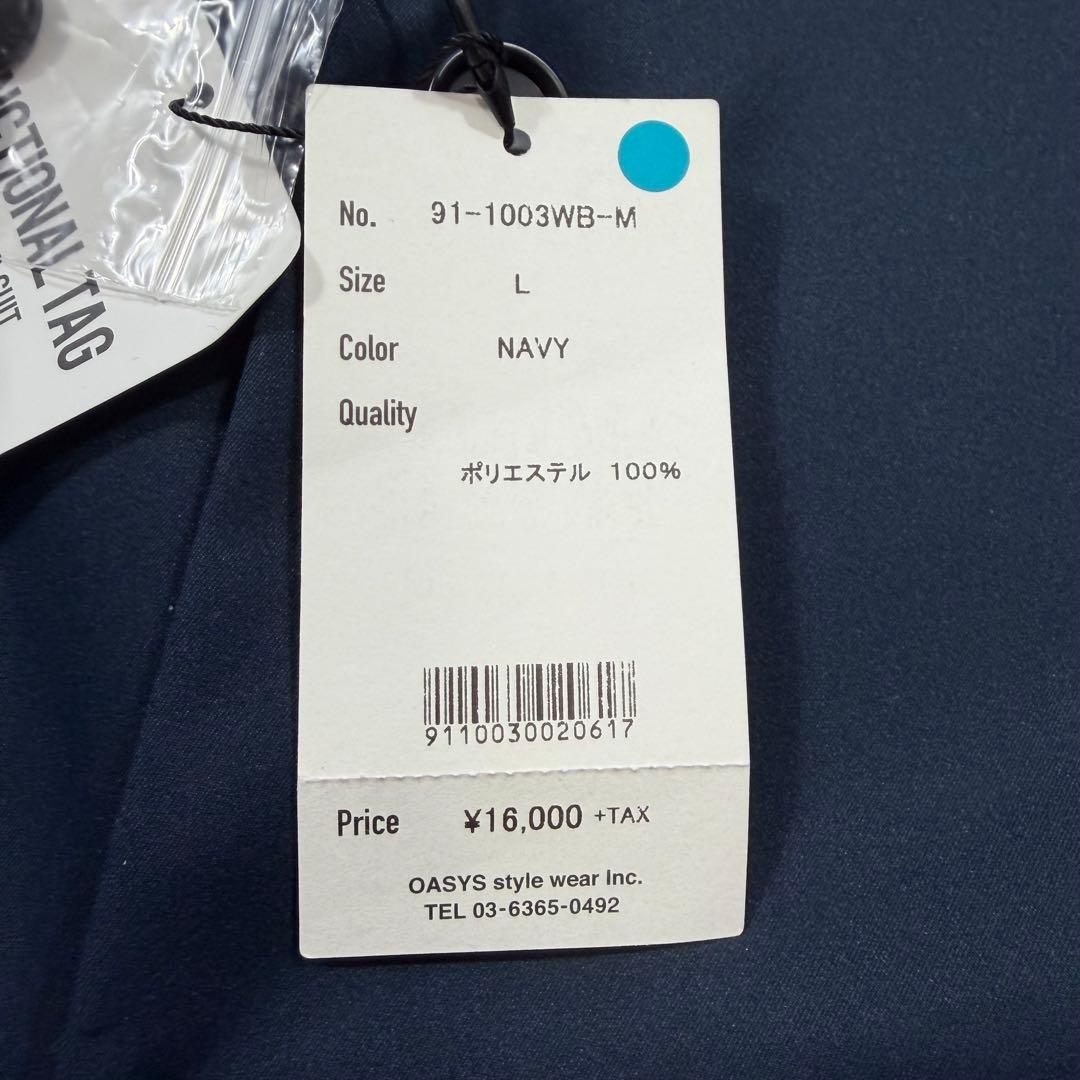 No. 91-1003WB-M
Size L
Color NAVY
Quality
ポリエステル 100%
9110030020617
Price ¥16,000 +TAX
OASYS style wear Inc.
TEL 03-6365-0492
TAG